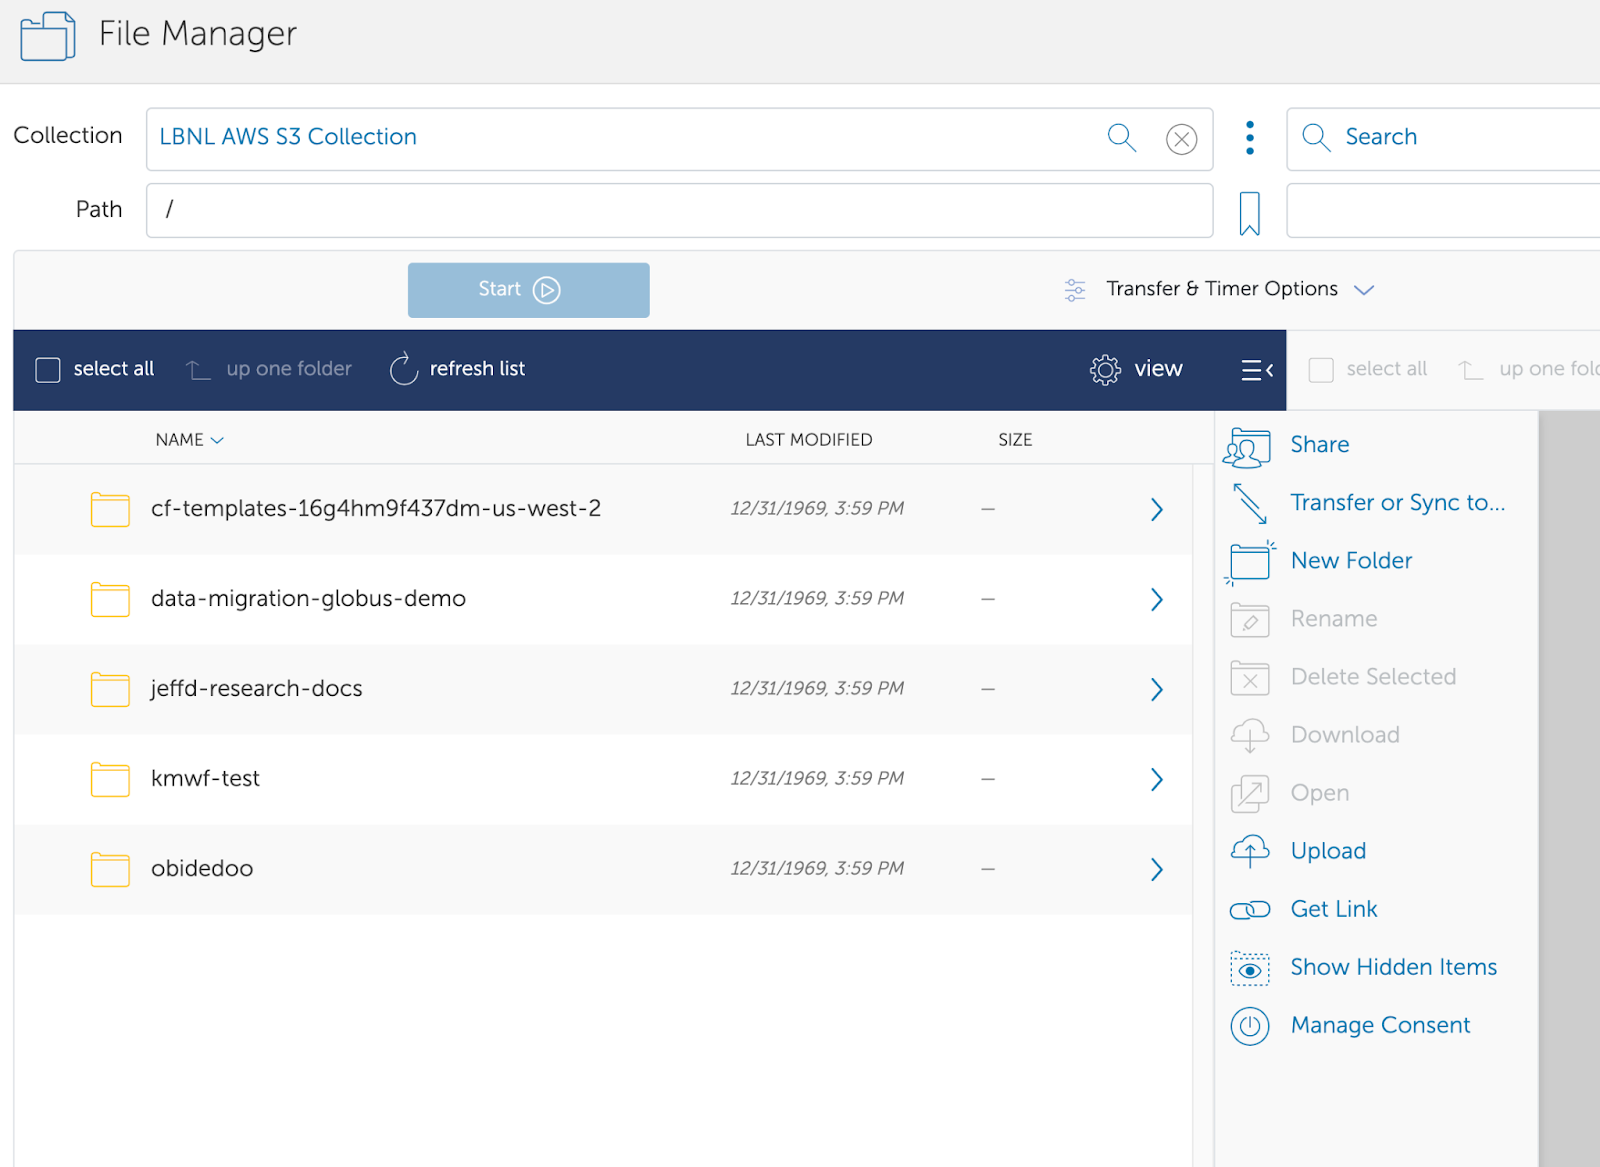 File Manager
Collection
LBNL AWS S3 Collection
Search
Path
/
Start
Transfer & Timer Options
select all
up one folder
refresh list
view
select all
up one fold
NAME
LAST MODIFIED
SIZE
cf-templates-16g4hm9f437dm-us-west-2 12/31/1969, 3:59 PM —
data-migration-globus-demo 12/31/1969, 3:59 PM —
jeffd-research-docs 12/31/1969, 3:59 PM —
kmwf-test 12/31/1969, 3:59 PM —
obidedoo 12/31/1969, 3:59 PM —
Share
Transfer or Sync to...
New Folder
Rename
Delete Selected
Download
Open
Upload
Get Link
Show Hidden Items
Manage Consent